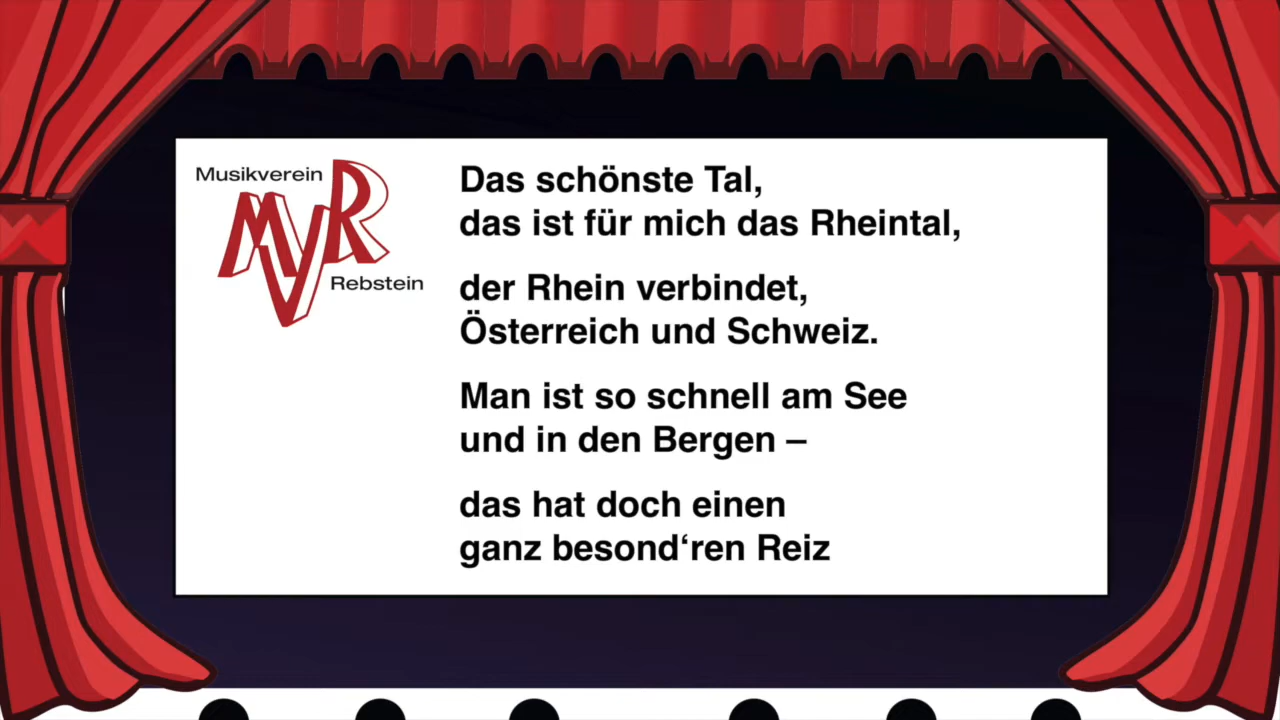 Musikverein
MVR
Rebstein
Das schönste Tal,
das ist für mich das Rheintal,
der Rhein verbindet,
Österreich und Schweiz.
Man ist so schnell am See
und in den Bergen –
das hat doch einen
ganz besond‘ren Reiz